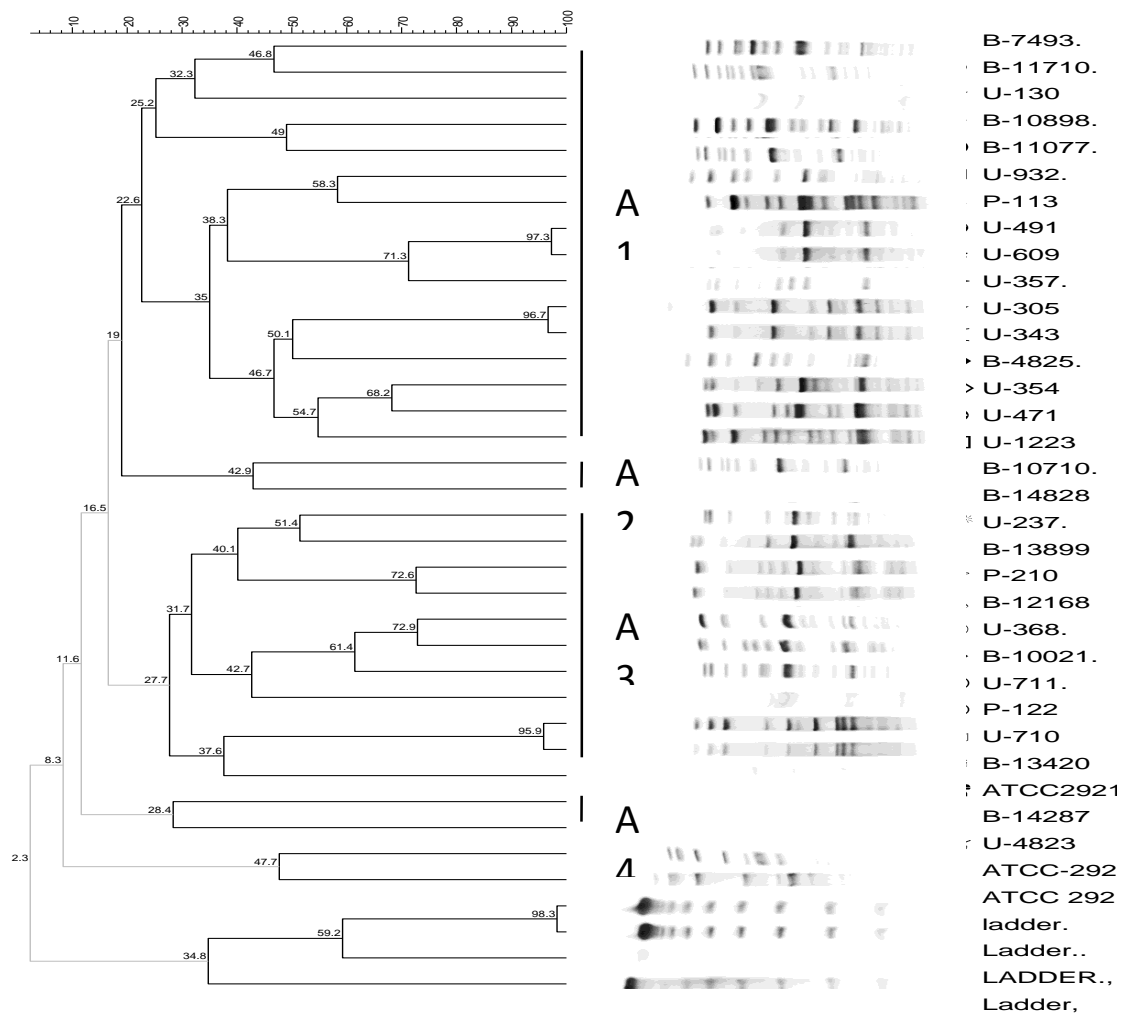 10 20 30 40 50 60 70 80 90 100
46.8
32.3
25.2
49
22.6
58.3
38.3
97.3
71.3
35
96.7
50.1
46.7
68.2
54.7
19
42.9
16.5
51.4
40.1
72.6
31.7
72.9
61.4
42.7
27.7
95.9
37.6
11.6
28.4
8.3
47.7
2.3
98.3
59.2
34.8
A
1
A
2
A
3
A
4
B-7493.
B-11710.
U-130
B-10898.
B-11077.
U-932.
P-113
U-491
U-609
U-357.
U-305
U-343
B-4825.
U-354
U-471
U-1223
B-10710.
B-14828
U-237.
B-13899
P-210
B-12168
U-368.
B-10021.
U-711.
P-122
U-710
B-13420
ATCC2921
B-14287
U-4823
ATCC-292
ATCC 292
ladder.
Ladder..
LADDER.,
Ladder,